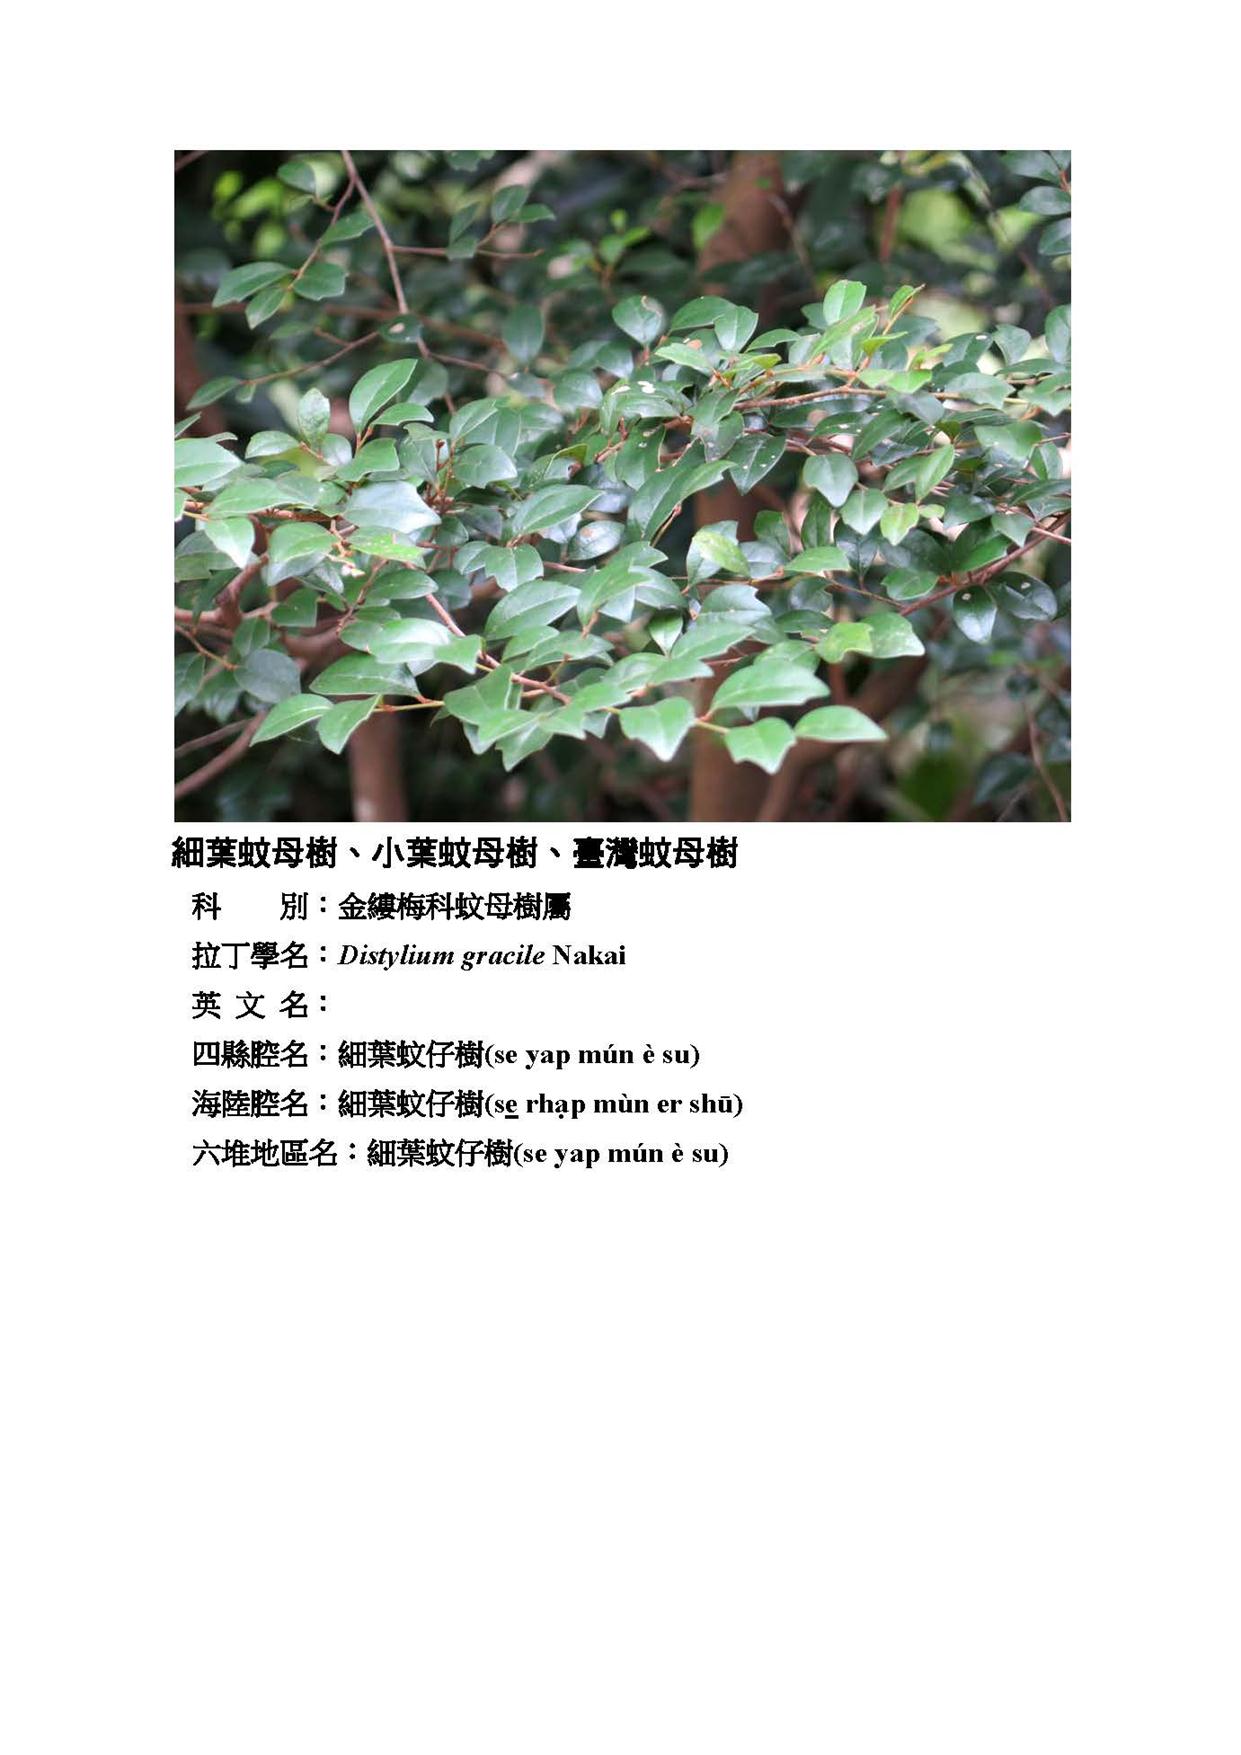 細葉蚊母樹、小葉蚊母樹、臺灣蚊母樹
科　　別：金縷梅科蚊母樹屬
拉丁學名：Distylium gracile Nakai
英 文 名：
四縣腔名：細葉蚊仔樹(se yap mún è su)
海陸腔名：細葉蚊仔樹(se̱ rhạp mùn er shū)
六堆地區名：細葉蚊仔樹(se yap mún è su)